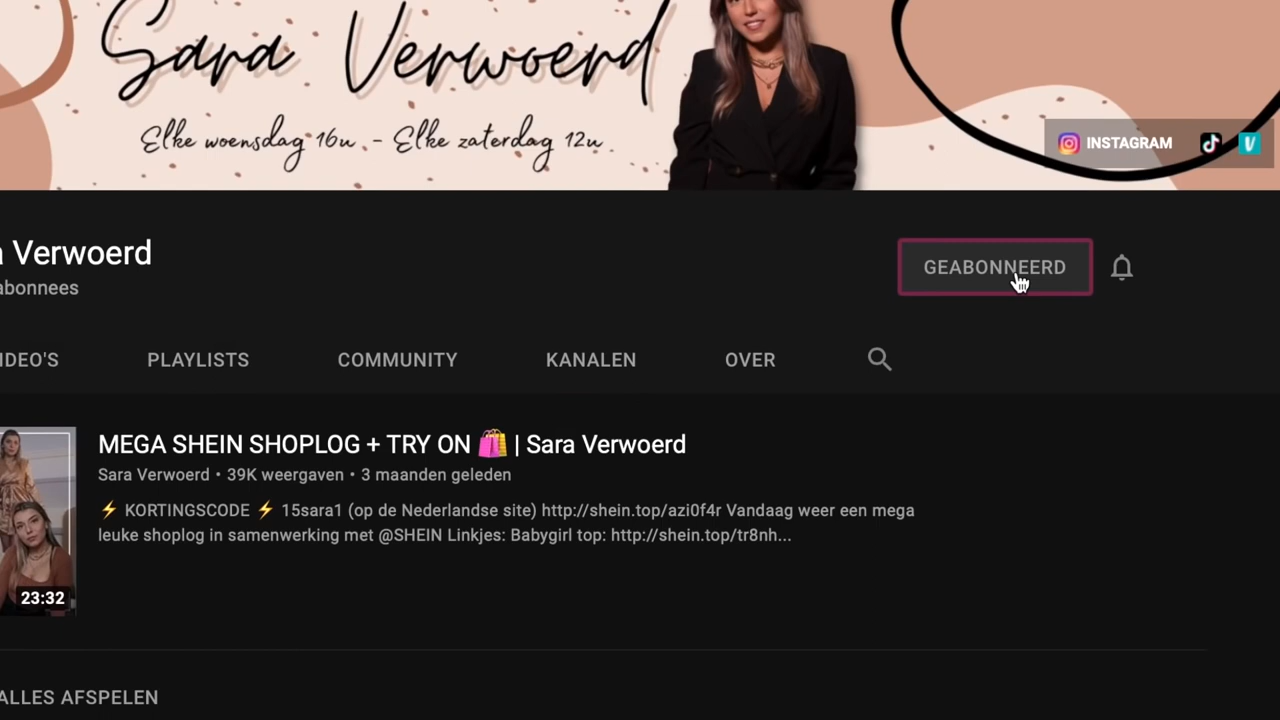 Sara Verwoerd
Elke woensdag 16u - Elke zaterdag 12u
INSTAGRAM
Verwoerd
abonnees
GEABONNEERD
IDEO'S PLAYLISTS COMMUNITY KANALEN OVER
MEGA SHEIN SHOPLOG + TRY ON 🛍️ | Sara Verwoerd
Sara Verwoerd • 39K weergaven • 3 maanden geleden
⚡ KORTINGSCODE ⚡ 15sara1 (op de Nederlandse site) http://shein.top/azi0f4r Vandaag weer een mega
leuke shoplog in samenwerking met @SHEIN Linkjes: Babygirl top: http://shein.top/tr8nh...
23:32
ALLES AFSPELEN